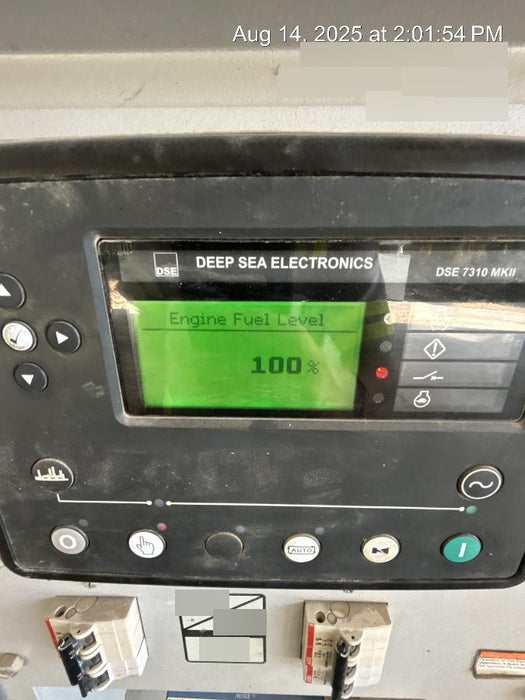 Aug 14. 2025 at 2:01:54 PM
DSE
DEEP SEA ELECTRONICS
DSE 7310 MKII
Engine Fuel Level
100 %
AUTO
NOTICE